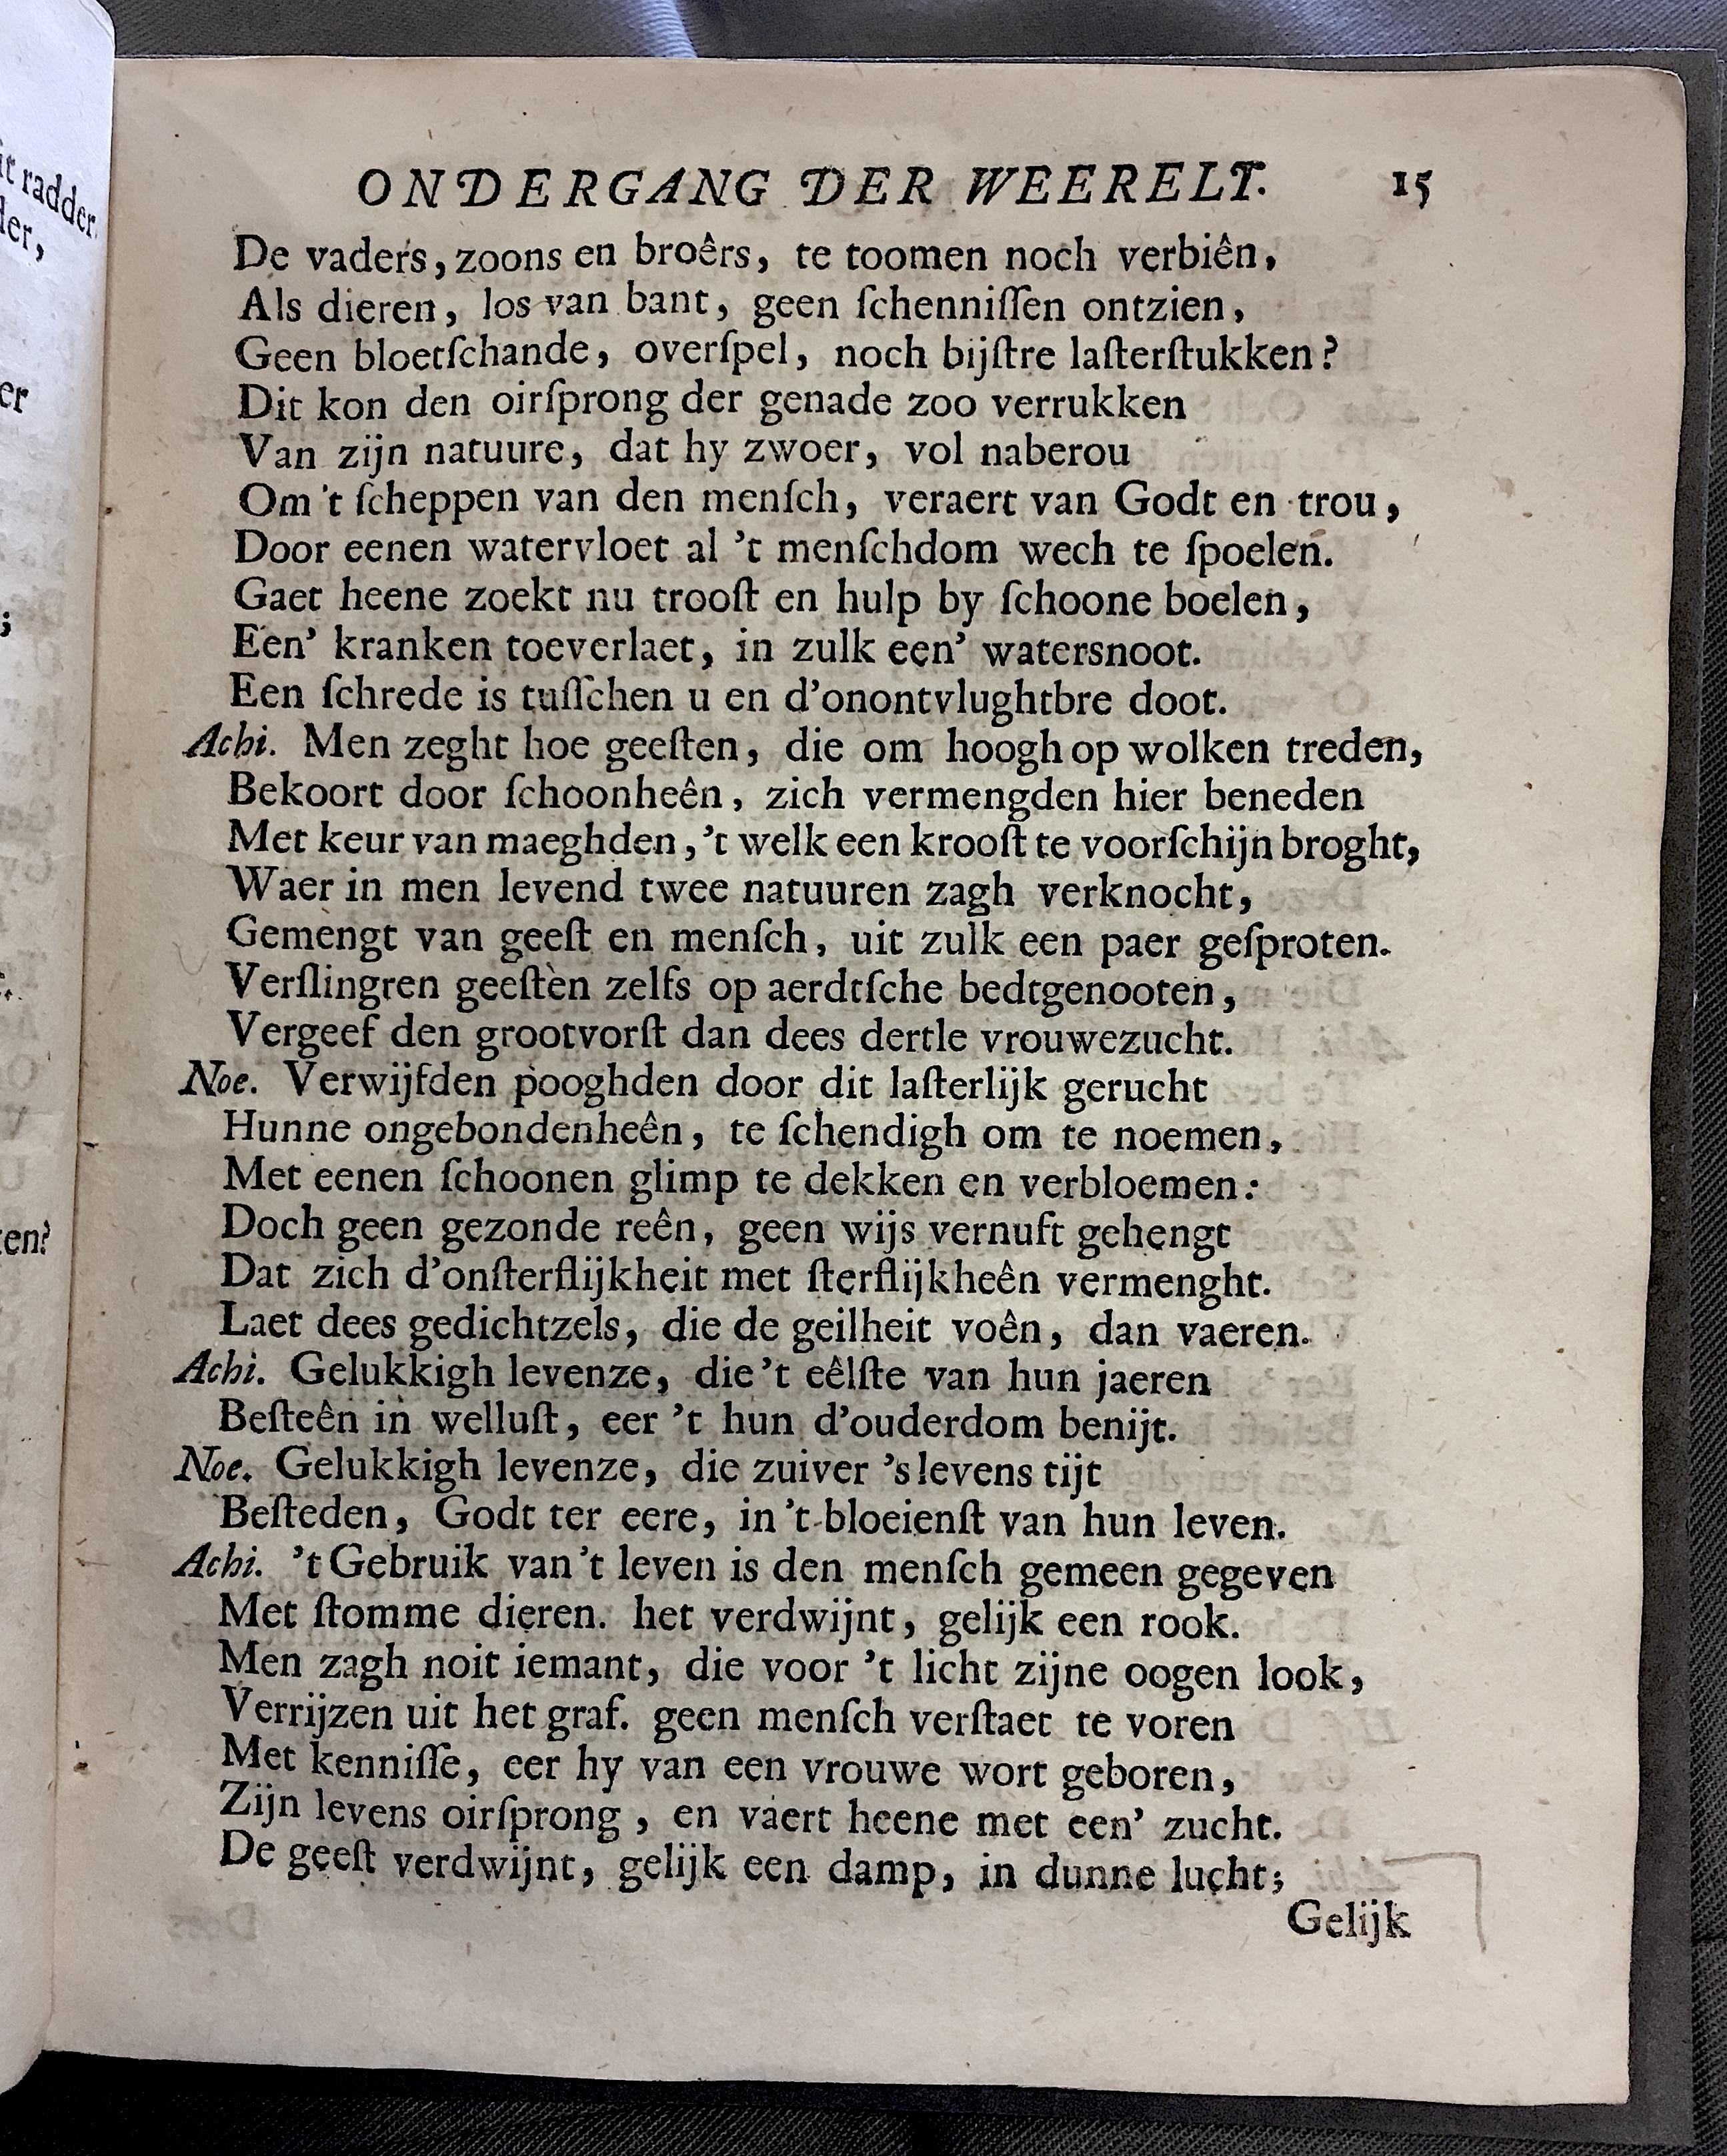 ONDERGANG DER WEERELT. 15
De vaders, zoons en broêrs, te toomen noch verbiên,
Als dieren, los van bant, geen ſchenniſſen ontzien,
Geen bloetſchande, overſpel, noch bijſtre laſterſtukken?
Dit kon den oirſprong der genade zoo verrukken
Van zijn natuure, dat hy zwoer, vol naberou
Om 't ſcheppen van den menſch, veraert van Godt en trou,
Door eenen watervloet al 't menſchdom wech te ſpoelen.
Gaet heene zoekt nu trooſt en hulp by ſchoone boelen,
Een' kranken toeverlaet, in zulk een' watersnoot.
Een ſchrede is tuſſchen u en d'onontvlughtbre doot.
Achi. Men zeght hoe geeſten, die om hoogh op wolken treden,
Bekoort door ſchoonheên, zich vermengden hier beneden
Met keur van maeghden, 't welk een krooſt te voorſchijn broght,
Waer in men levend twee natuuren zagh verknocht,
Gemengt van geeſt en menſch, uit zulk een paer geſproten.
Verſlingren geeſten zelfs op aerdtſche bedtgenooten,
Vergeef den grootvorſt dan dees dertle vrouwezucht.
Noe. Verwijfden pooghden door dit laſterlijk gerucht
Hunne ongebondenheên, te ſchendigh om te noemen,
Met eenen ſchoonen glimp te dekken en verbloemen:
Doch geen gezonde reên, geen wijs vernuft gehengt
Dat zich d'onſterflijkheit met ſterflijkheên vermenght.
Laet dees gedichtzels, die de geilheit voên, dan vaeren.
Achi. Gelukkigh levenze, die 't eêlſte van hun jaeren
Beſteên in welluſt, eer 't hun d'ouderdom benijt.
Noe. Gelukkigh levenze, die zuiver 's levens tijt
Beſteden, Godt ter eere, in 't bloeienſt van hun leven.
Achi. 't Gebruik van 't leven is den menſch gemeen gegeven
Met ſtomme dieren. het verdwijnt, gelijk een rook.
Men zagh noit iemant, die voor 't licht zijne oogen look,
Verrijzen uit het graf. geen menſch verſtaet te voren
Met kenniſſe, eer hy van een vrouwe wort geboren,
Zijn levens oirſprong, en vaert heene met een' zucht.
De geeſt verdwijnt, gelijk een damp, in dunne lucht;
Gelijk